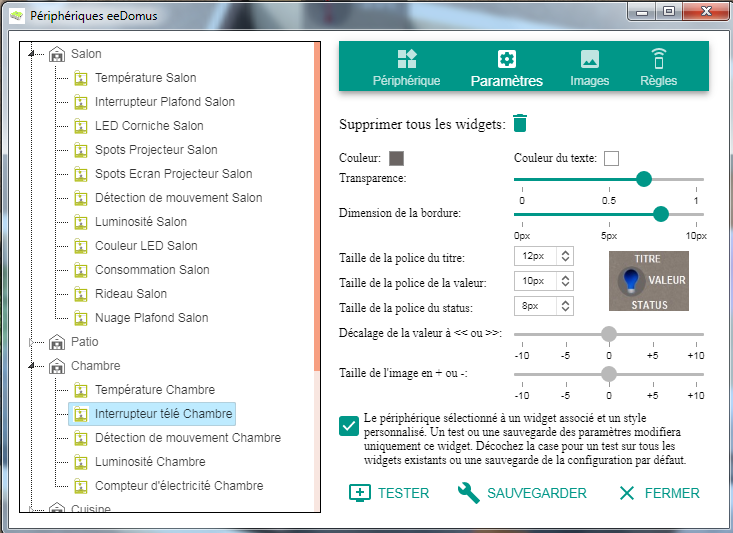 Périphériques eeDomus
Salon
Température Salon
Interrupteur Plafond Salon
LED Corniche Salon
Spots Projecteur Salon
Spots Ecran Projecteur Salon
Détection de mouvement Salon
Luminosité Salon
Couleur LED Salon
Consommation Salon
Rideau Salon
Nuage Plafond Salon
Patio
Chambre
Température Chambre
Interrupteur télé Chambre
Détection de mouvement Chambre
Luminosité Chambre
Compteur d'électricité Chambre
Cuisine
Périphérique Paramètres Images Règles
Supprimer tous les widgets:
Couleur: Couleur du texte:
Transparence:
0 0.5 1
Dimension de la bordure:
0px 5px 10px
Taille de la police du titre: 12px
Taille de la police de la valeur: 10px
Taille de la police du status: 8px
TITRE
VALEUR
STATUS
Décalage de la valeur à << ou >>:
-10 -5 0 +5 +10
Taille de l'image en + ou -:
-10 -5 0 +5 +10
Le périphérique sélectionné à un widget associé et un style
personnalisé. Un test ou une sauvegarde des paramètres modifiera
uniquement ce widget. Décochez la case pour un test sur tous les
widgets existants ou une sauvegarde de la configuration par défaut.
TESTER SAUVEGARDER FERMER